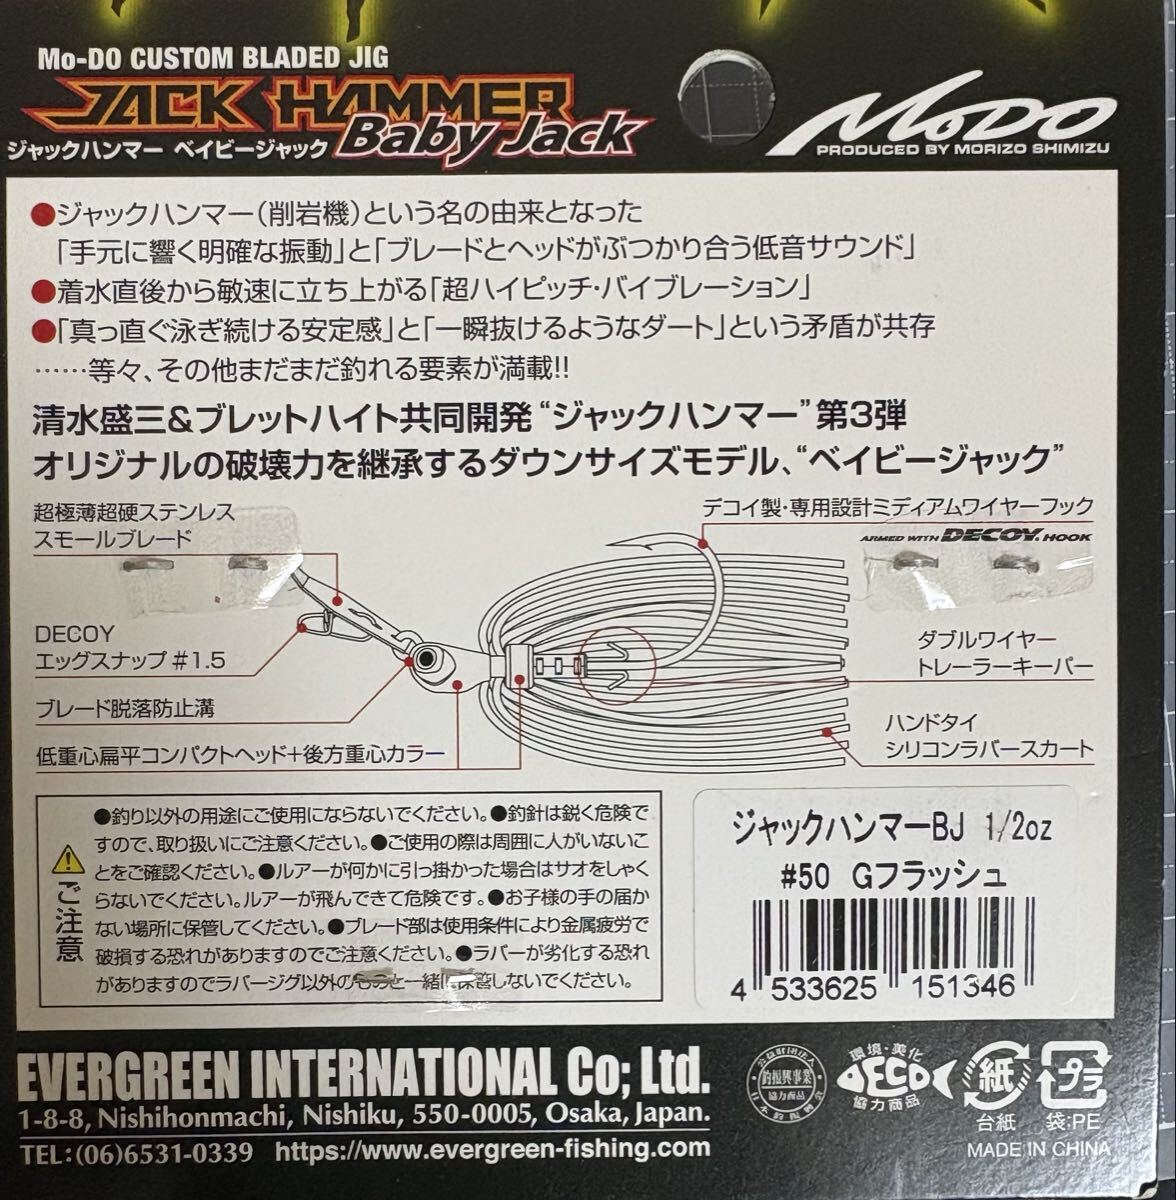 Mo-DO CUSTOM BLADED JIG
JACK HAMMER
Baby Jack
ジャックハンマー ベイビージャック
MoDO
PRODUCED BY MORIZO SHIMIZU
●ジャックハンマー(削岩機)という名の由来となった
「手元に響く明確な振動」と「ブレードとヘッドがぶつかり合う低音サウンド」
●着水直後から敏速に立ち上がる「超ハイピッチ・バイブレーション」
●「真っ直ぐ泳ぎ続ける安定感」と「一瞬抜けるようなダート」という矛盾が共存
……等々、その他まだまだ釣れる要素が満載!!
清水盛三&ブレットハイト共同開発“ジャックハンマー”第3弾
オリジナルの破壊力を継承するダウンサイズモデル、“ベイビージャック”
超極薄超硬ステンレス
スモールブレード
デコイ製・専用設計ミディアムワイヤーフック
ARMED WITH DECOY HOOK
DECOY
エッグスナップ#1.5
ブレード脱落防止溝
低重心扁平コンパクトヘッド+後方重心カラー
ダブルワイヤー
トレーラーキーパー
ハンドタイ
シリコンラバースカート
ご注意
●釣り以外の用途にご使用にならないでください。●釣針は鋭く危険で
すので、取り扱いにご注意ください。●ご使用の際は周囲に人がいないこ
とをご確認ください。●ルアーが何かに引っ掛かった場合はサオをしゃく
らないでください。ルアーが飛んできて危険です。●お子様の手の届か
ない場所に保管してください。●ブレード部は使用条件により金属疲労で
破損する恐れがありますのでご注意ください。●ラバーが劣化する恐れ
がありますのでラバージグ以外のものと一緒に保管しないでください。
ジャックハンマーBJ 1/2oz
#50 Gフラッシュ
4 533625 151346
EVERGREEN INTERNATIONAL Co; Ltd.
1-8-8, Nishihonmachi, Nishiku, 550-0005, Osaka, Japan.
TEL:(06)6531-0339 https://www.evergreen-fishing.com
公益財団法人
釣振興事業
協力商品
日本釣振興会
環境・美化
DECO
協力商品
紙
台紙
プラ
袋:PE
MADE IN CHINA